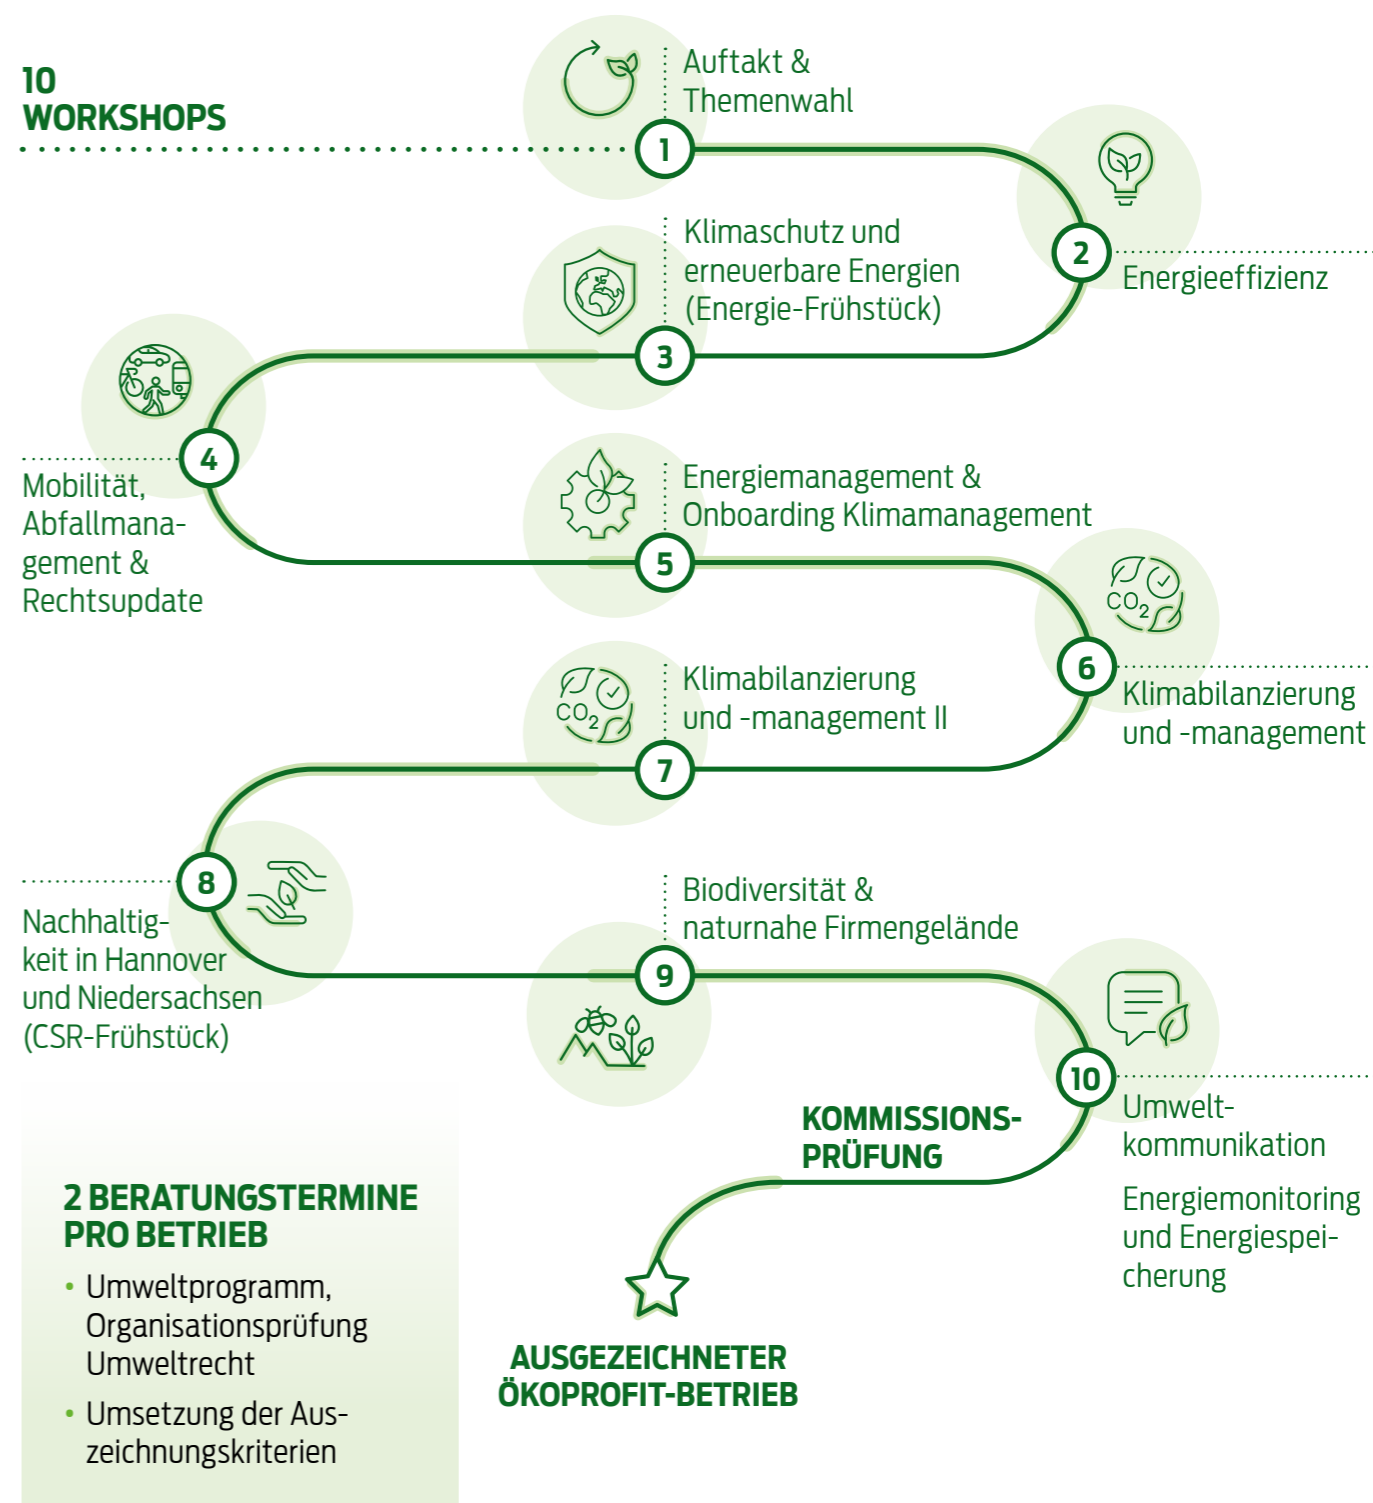 10
WORKSHOPS
1
Auftakt &
Themenwahl
2
Energieeffizienz
3
Klimaschutz und
erneuerbare Energien
(Energie-Frühstück)
4
Mobilität,
Abfallmana-
gement &
Rechtsupdate
5
Energiemanagement &
Onboarding Klimamanagement
6
CO2
Klimabilanzierung
und -management
7
CO2
Klimabilanzierung
und -management II
8
Nachhaltig-
keit in Hannover
und Niedersachsen
(CSR-Frühstück)
9
Biodiversität &
naturnahe Firmengelände
10
Umwelt-
kommunikation
Energiemonitoring
und Energiespei-
cherung
KOMMISSIONS-
PRÜFUNG
AUSGEZEICHNETER
ÖKOPROFIT-BETRIEB
2 BERATUNGSTERMINE
PRO BETRIEB
• Umweltprogramm,
Organisationsprüfung
Umweltrecht
• Umsetzung der Aus-
zeichnungskriterien